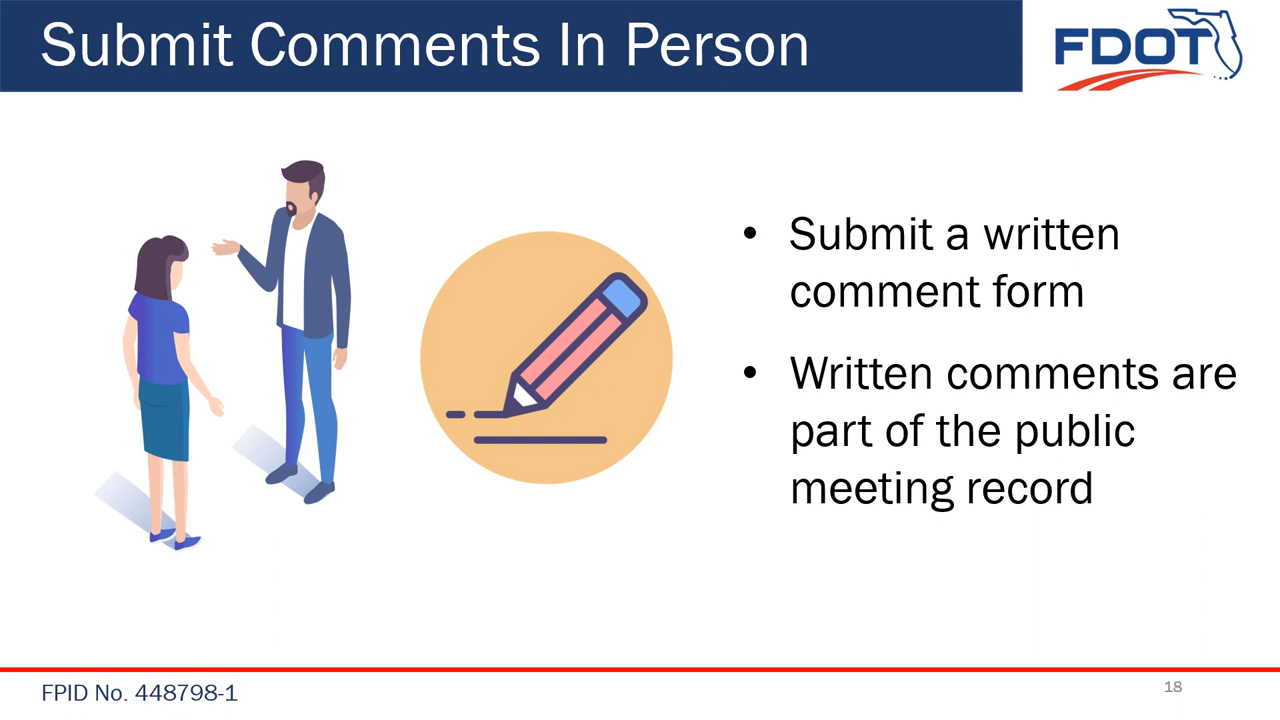 Submit Comments In Person
FDOT
• Submit a written
comment form
• Written comments are
part of the public
meeting record
FPID No. 448798-1
18